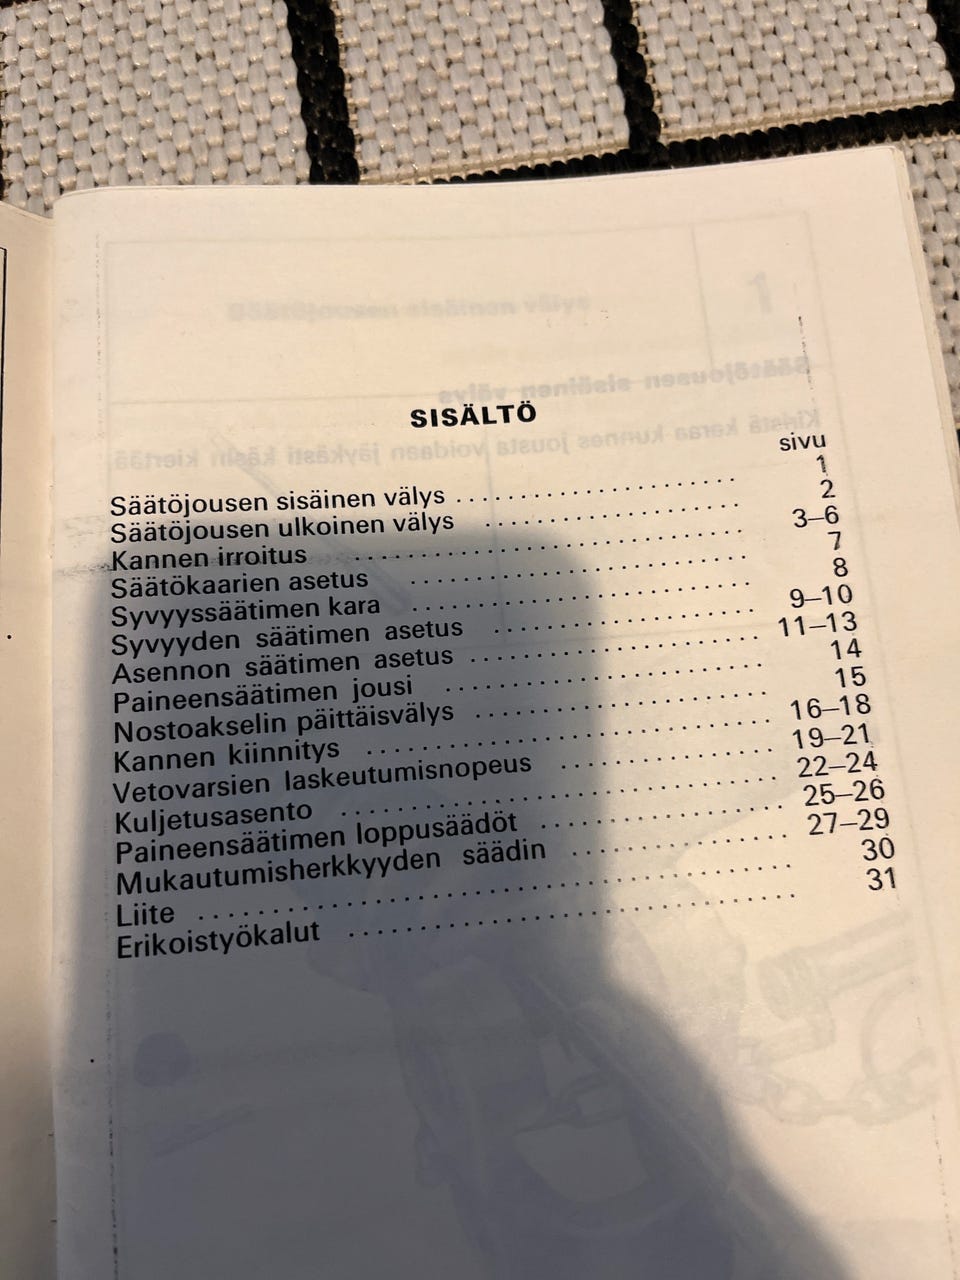 SISÄLTÖ
sivu
Säätöjousen sisäinen välys . . . . . . . . . . . . . . . . . . . 1
Säätöjousen ulkoinen välys . . . . . . . . . . . . . . . . . 2
Kannen irroitus . . . . . . . . . . . . . . . . . . . . . . . . . . 3–6
Säätökaarien asetus . . . . . . . . . . . . . . . . . . . . . . 7
Syvyyssäätimen kara . . . . . . . . . . . . . . . . . . . . . . 8
Syvyyden säätimen asetus . . . . . . . . . . . . . . . . . 9–10
Asennon säätimen asetus . . . . . . . . . . . . . . . . . . . 11–13
Paineensäätimen jousi . . . . . . . . . . . . . . . . . . . . . 14
Nostoakselin päittäisvälys . . . . . . . . . . . . . . . . . . . 15
Kannen kiinnitys . . . . . . . . . . . . . . . . . . . . . . . . . . 16–18
Vetovarsien laskeutumisnopeus . . . . . . . . . . . . . . 19–21
Kuljetusasento . . . . . . . . . . . . . . . . . . . . . . . . . . . . 22–24
Paineensäätimen loppusäädöt . . . . . . . . . . . . . . . . 25–26
Mukautumisherkkyyden säädin . . . . . . . . . . . . . . 27–29
Liite . . . . . . . . . . . . . . . . . . . . . . . . . . . . . . . . . . . . . 30
Erikoistyökalut . . . . . . . . . . . . . . . . . . . . . . . . . . . . 31